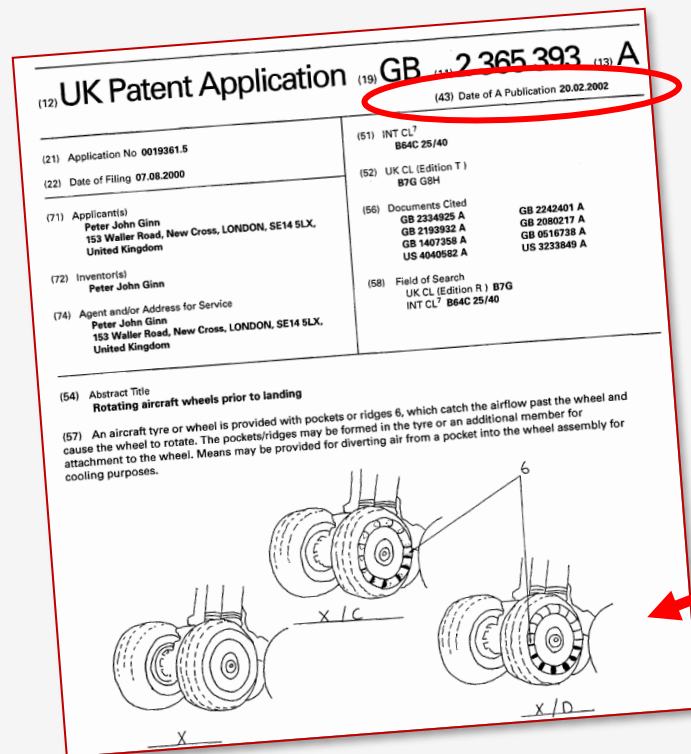 (12) UK Patent Application (19) GB (11) 2 365 393 (13) A
(43) Date of A Publication 20.02.2002
(21) Application No 0019361.5
(22) Date of Filing 07.08.2000
(71) Applicant(s)
Peter John Ginn
153 Waller Road, New Cross, LONDON, SE14 5LX,
United Kingdom
(72) Inventor(s)
Peter John Ginn
(74) Agent and/or Address for Service
Peter John Ginn
153 Waller Road, New Cross, LONDON, SE14 5LX,
United Kingdom
(51) INT CL7
B64C 25/40
(52) UK CL (Edition T )
B7G G8H
(56) Documents Cited
GB 2334925 A GB 2242401 A
GB 2193932 A GB 2080217 A
GB 1407358 A GB 0516738 A
US 4040582 A US 3233849 A
(58) Field of Search
UK CL (Edition R ) B7G
INT CL7 B64C 25/40
(54) Abstract Title
Rotating aircraft wheels prior to landing
(57) An aircraft tyre or wheel is provided with pockets or ridges 6, which catch the airflow past the wheel and
cause the wheel to rotate. The pockets/ridges may be formed in the tyre or an additional member for
attachment to the wheel. Means may be provided for diverting air from a pocket into the wheel assembly for
cooling purposes.
6
X/C
X
X/D